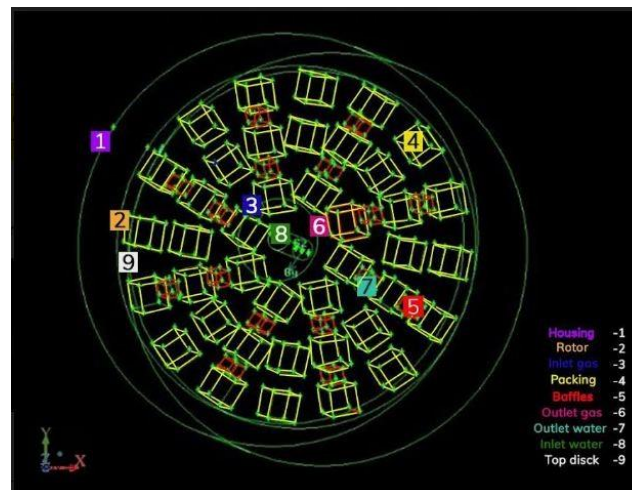 1
4
3
2
6
8
9
7
5
Housing -1
Rotor -2
Inlet gas -3
Packing -4
Baffles -5
Outlet gas -6
Outlet water -7
Inlet water -8
Top disck -9
Y
Z X